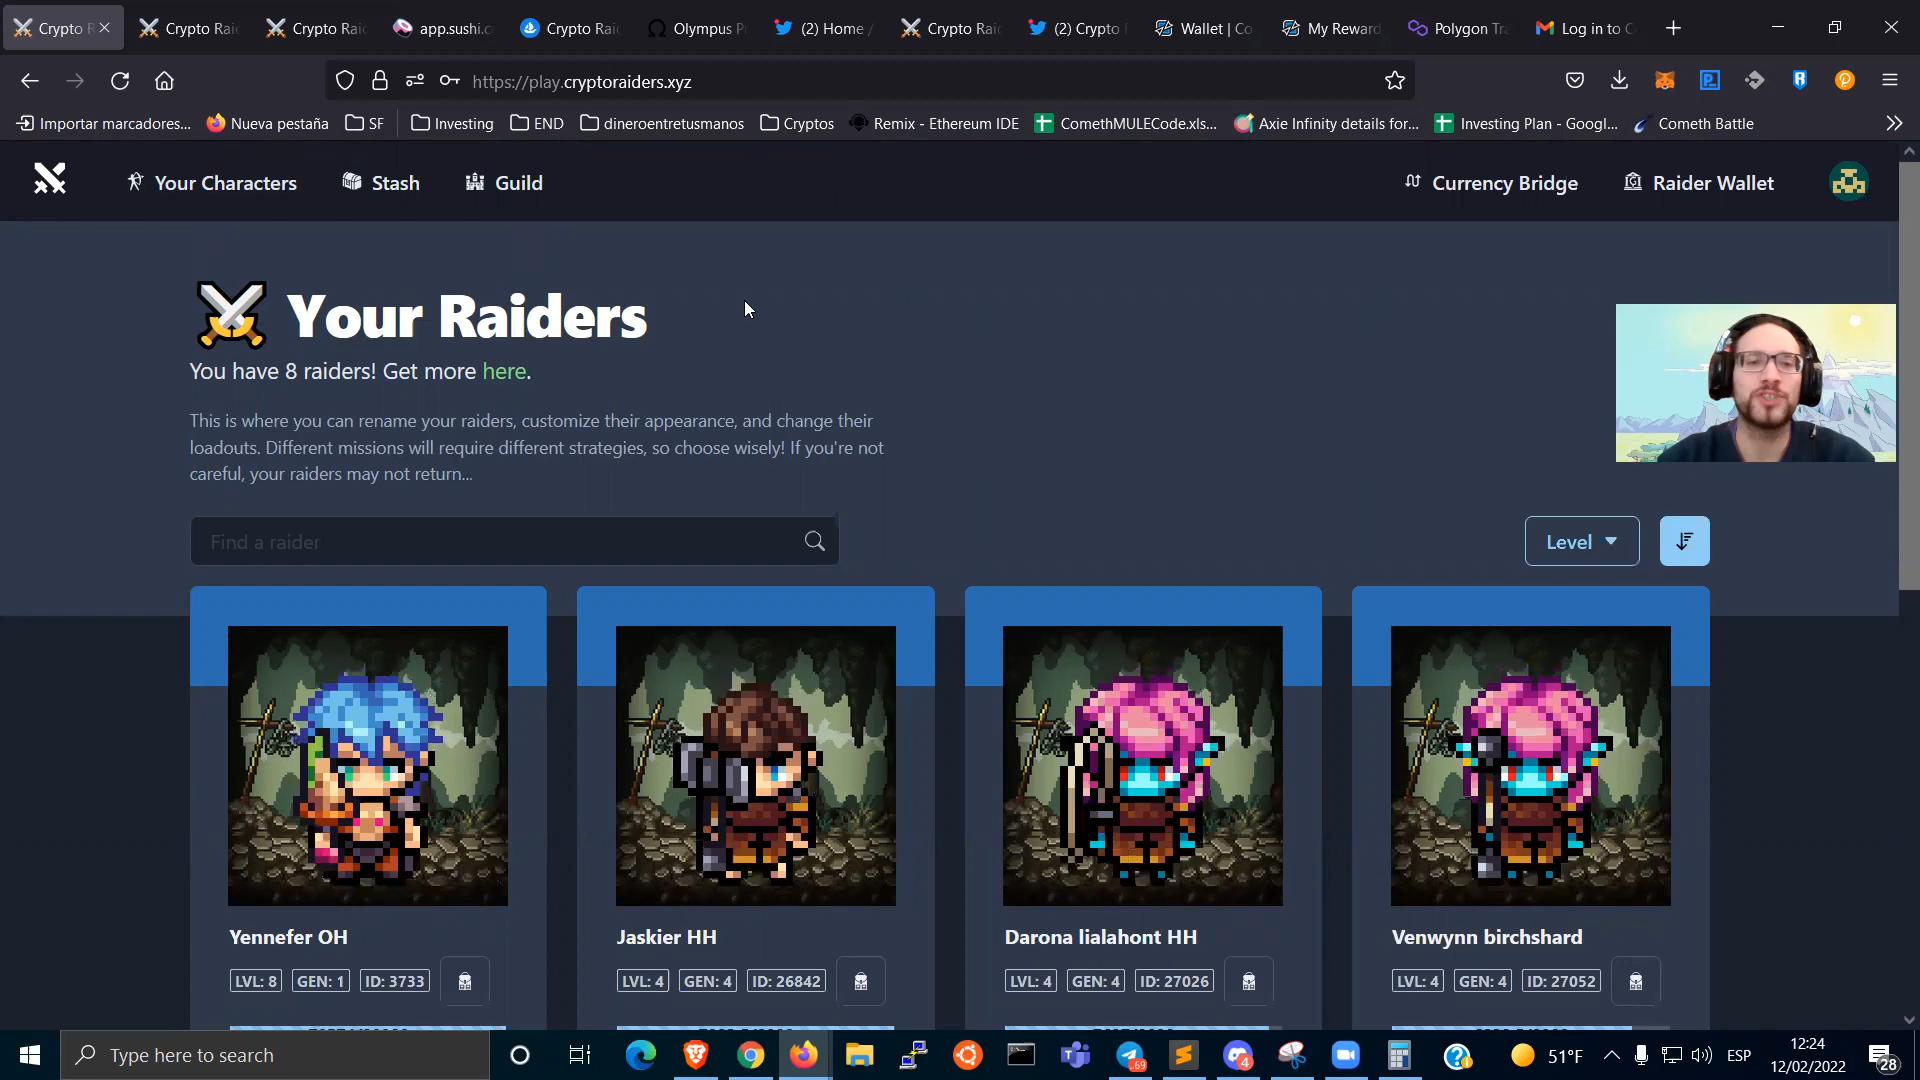 Crypto R
Crypto Raid
Crypto Raid
app.sushi.c
Crypto Raid
Olympus P
(2) Home /
Crypto Raid
(2) Crypto
Wallet | Co
My Reward
Polygon Tra
Log in to C
https://play.cryptoraiders.xyz
Importar marcadores...
Nueva pestaña
SF
Investing
END
dineroentretusmanos
Cryptos
Remix - Ethereum IDE
ComethMULECode.xls...
Axie Infinity details for...
Investing Plan - Googl...
Cometh Battle
Your Characters
Stash
Guild
Currency Bridge
Raider Wallet
Your Raiders
You have 8 raiders! Get more here.
This is where you can rename your raiders, customize their appearance, and change their
loadouts. Different missions will require different strategies, so choose wisely! If you're not
careful, your raiders may not return...
Find a raider
Level
Yennefer OH
LVL: 8 GEN: 1 ID: 3733
Jaskier HH
LVL: 4 GEN: 4 ID: 26842
Darona lialahont HH
LVL: 4 GEN: 4 ID: 27026
Venwynn birchshard
LVL: 4 GEN: 4 ID: 27052
Type here to search
69
4
51°F
ESP
12:24
12/02/2022
28